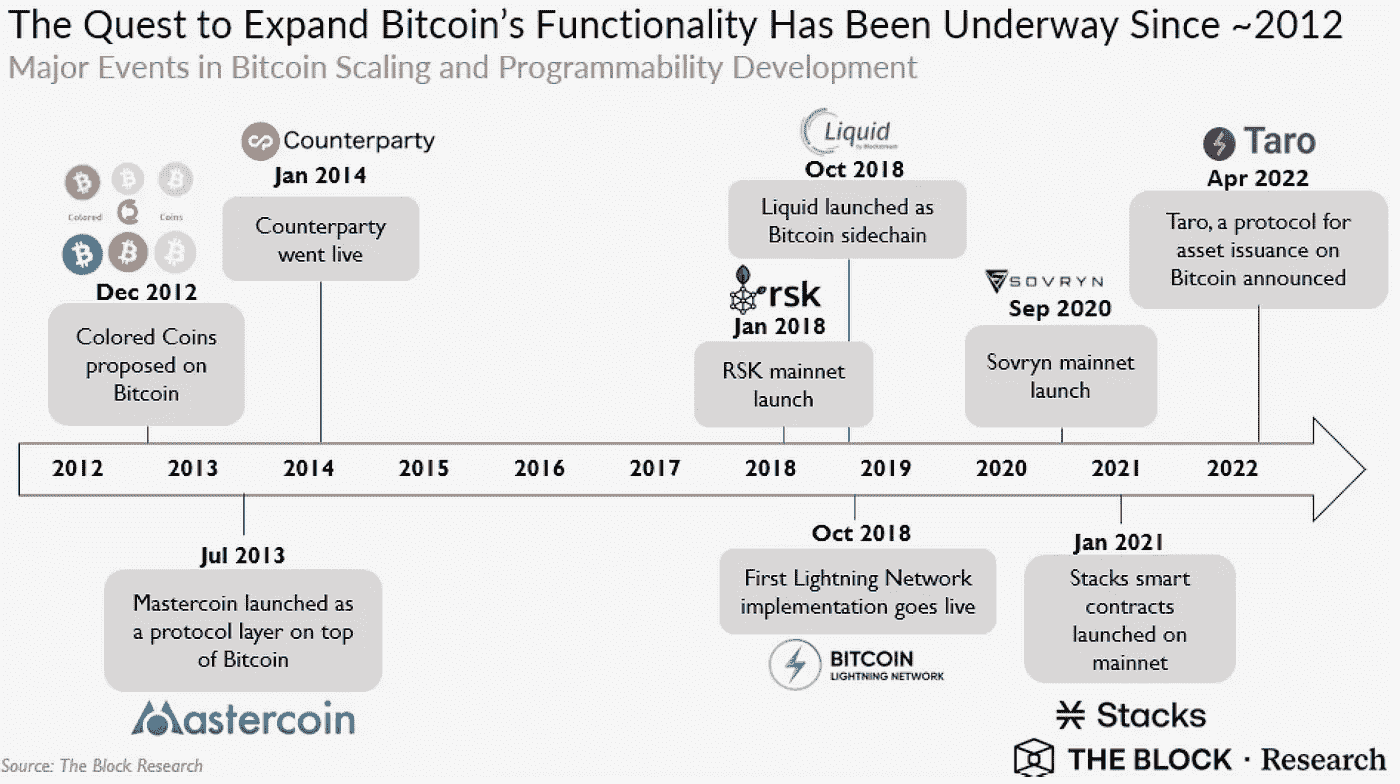 The Quest to Expand Bitcoin's Functionality Has Been Underway Since ~2012
Major Events in Bitcoin Scaling and Programmability Development
Colored Coins
Dec 2012
Colored Coins
proposed on
Bitcoin
Counterparty
Jan 2014
Counterparty
went live
Liquid
by Blockstream
Oct 2018
Liquid launched as
Bitcoin sidechain
rsk
Jan 2018
RSK mainnet
launch
SOVRYN
Sep 2020
Sovryn mainnet
launch
Taro
Apr 2022
Taro, a protocol for
asset issuance on
Bitcoin announced
2012 2013 2014 2015 2016 2017 2018 2019 2020 2021 2022
Jul 2013
Mastercoin launched as
a protocol layer on top
of Bitcoin
Mastercoin
Oct 2018
First Lightning Network
implementation goes live
BITCOIN
LIGHTNING NETWORK
Jan 2021
Stacks smart
contracts
launched on
mainnet
Stacks
THE BLOCK · Research
Source: The Block Research